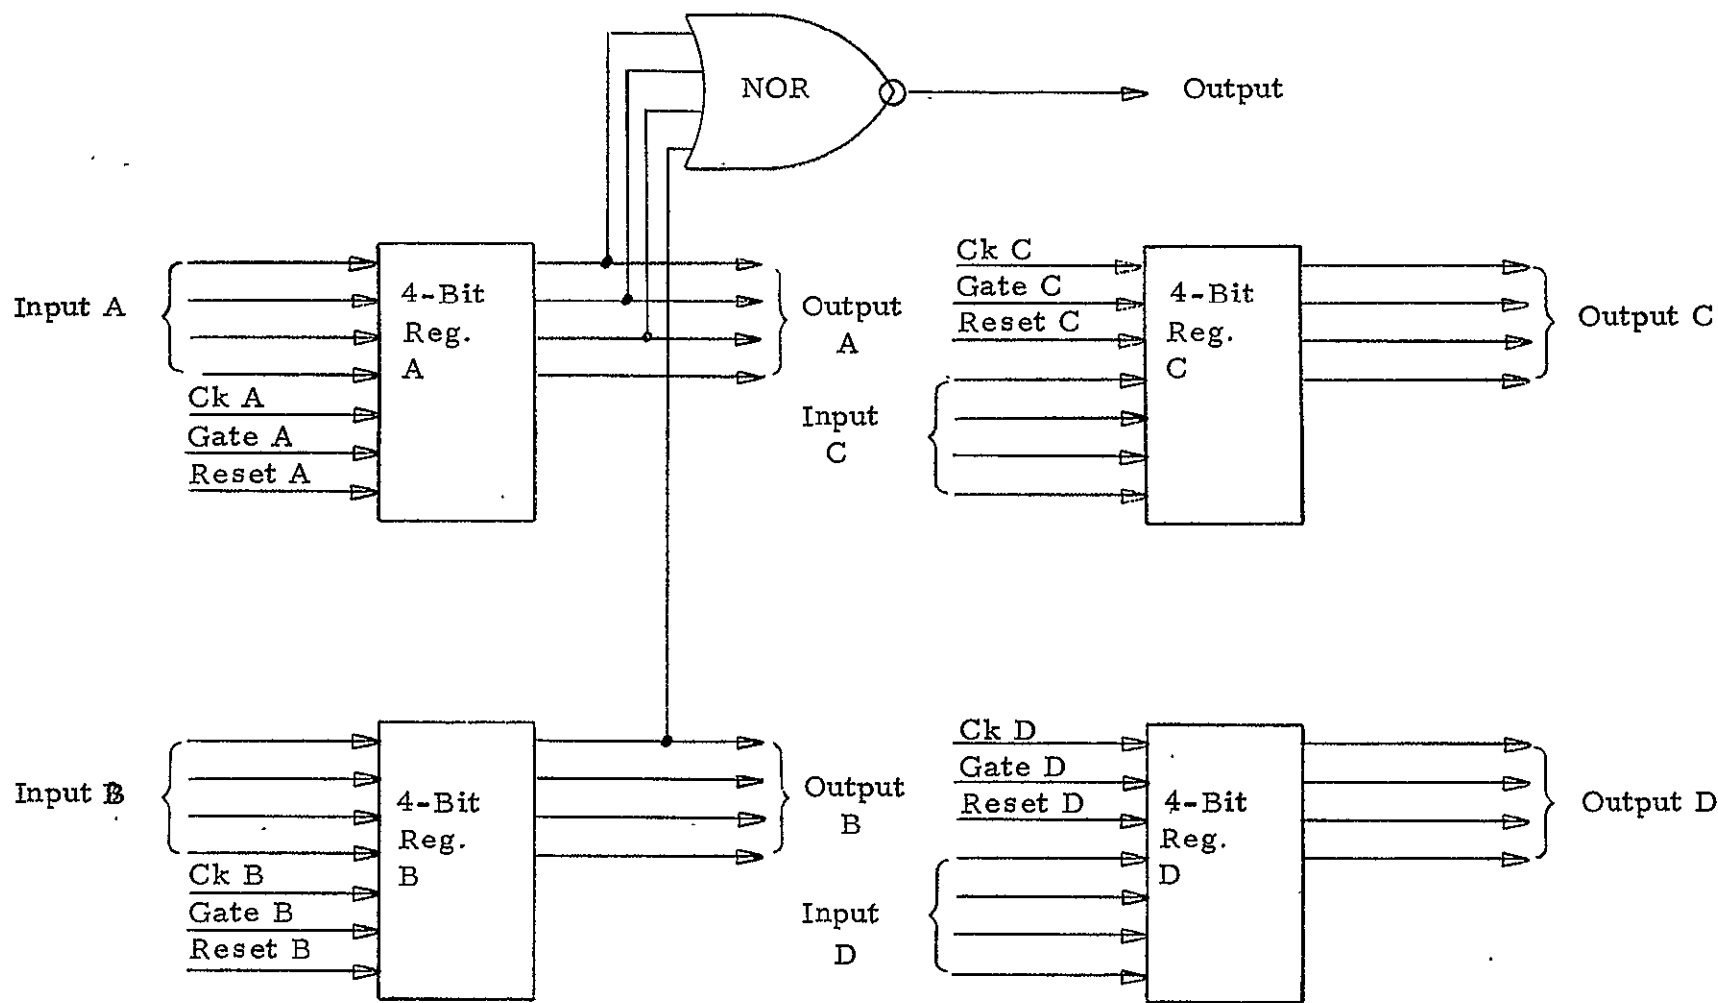 NOR
Output
Input A
Ck A
Gate A
Reset A
4-Bit
Reg.
A
Output
A
Ck C
Gate C
Reset C
Input
C
4-Bit
Reg.
C
Output C
Input B
Ck B
Gate B
Reset B
4-Bit
Reg.
B
Output
B
Ck D
Gate D
Reset D
Input
D
4-Bit
Reg.
D
Output D